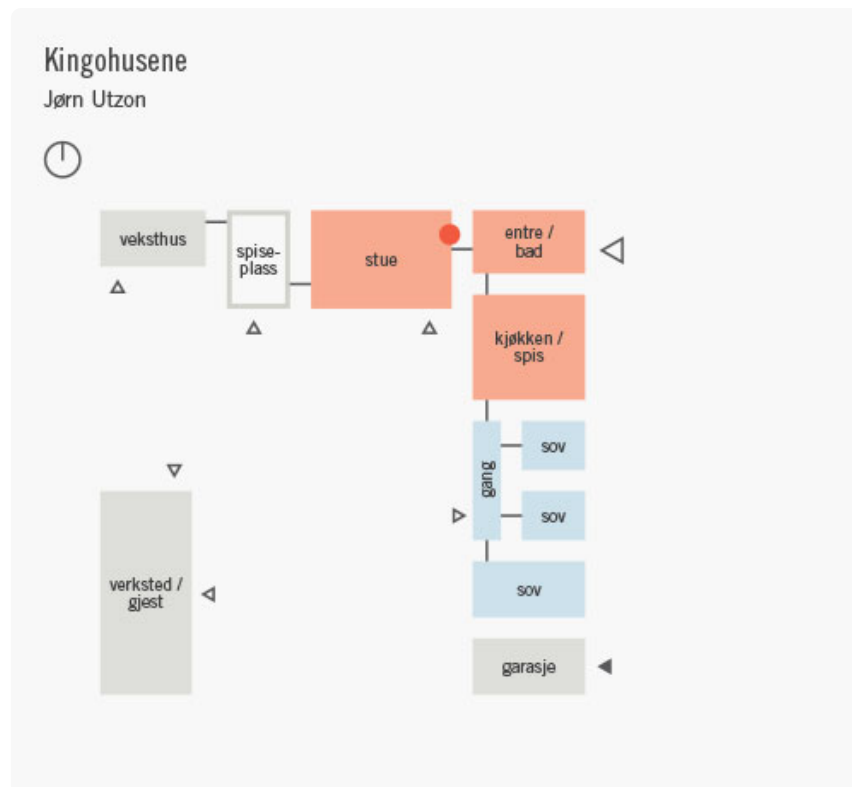 Kingohusene
Jørn Utzon
veksthus
spise-
plass
stue
entre /
bad
kjøkken /
spis
gang
sov
sov
sov
verksted /
gjest
garasje